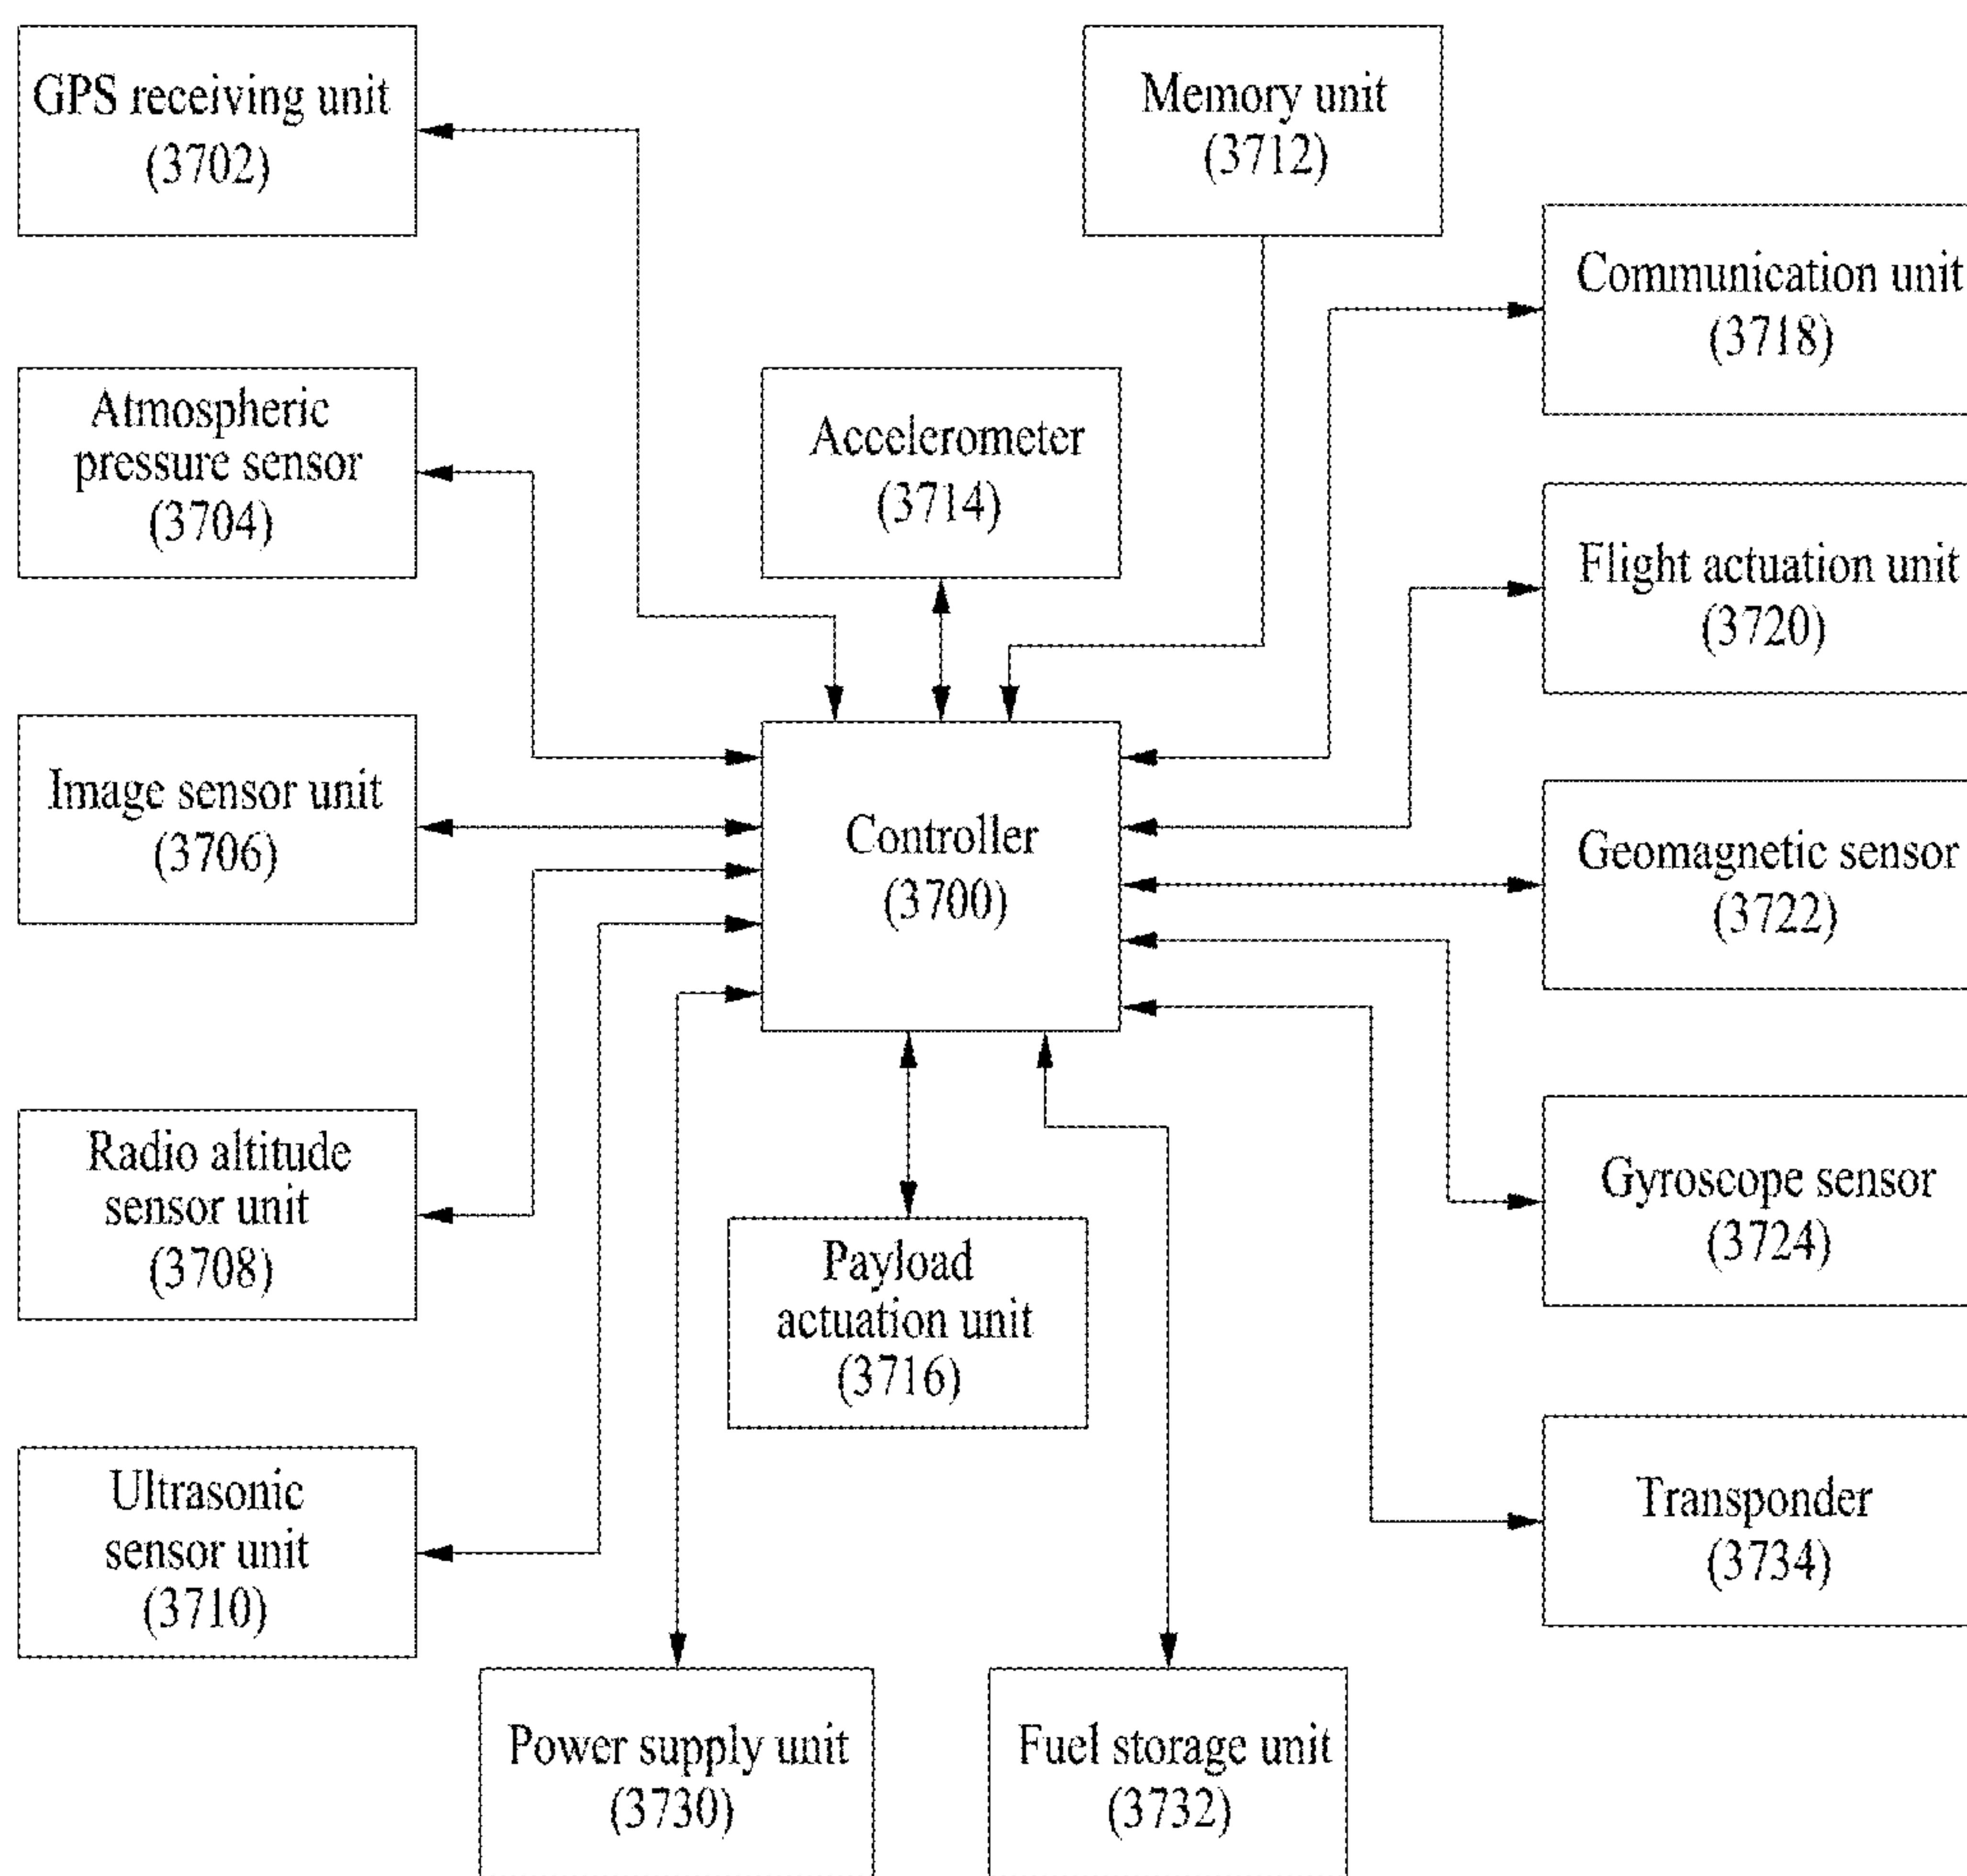 GPS receiving unit
(3702)
Memory unit
(3712)
Communication unit
(3718)
Atmospheric
pressure sensor
(3704)
Accelerometer
(3714)
Flight actuation unit
(3720)
Image sensor unit
(3706)
Controller
(3700)
Geomagnetic sensor
(3722)
Radio altitude
sensor unit
(3708)
Payload
actuation unit
(3716)
Gyroscope sensor
(3724)
Ultrasonic
sensor unit
(3710)
Transponder
(3734)
Power supply unit
(3730)
Fuel storage unit
(3732)